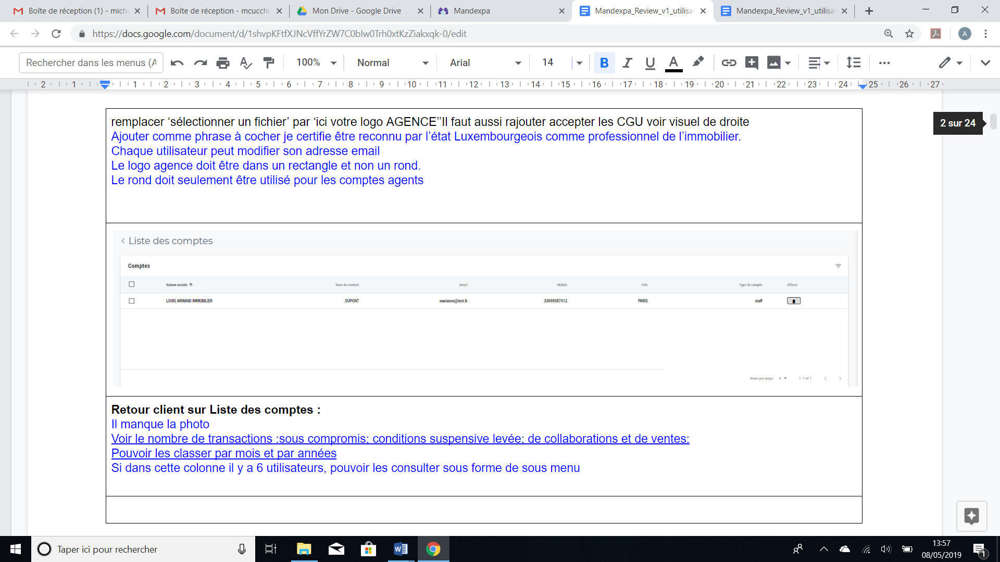 Boîte de réception (1) - miche
Boîte de réception - mcucchi
Mon Drive - Google Drive
Mandexpa
Mandexpa_Review_v1_utilisat
Mandexpa_Review_v1_utilisat
https://docs.google.com/document/d/1shvpKFtfXJNcVffYrZW7C0bIw0Trh0xtKzZiakxqk-0/edit
A
Rechercher dans les menus (A
100%
Normal
Arial
14
B I U A
2 1 1 2 3 4 5 6 7 8 9 10 11 12 13 14 15 16 17 18 19 20 21 22 23 24 25 26 27
2 sur 24
remplacer ‘sélectionner un fichier’ par ‘ici votre logo AGENCE’’Il faut aussi rajouter accepter les CGU voir visuel de droite
Ajouter comme phrase à cocher je certifie être reconnu par l’état Luxembourgeois comme professionnel de l’immobilier.
Chaque utilisateur peut modifier son adresse email
Le logo agence doit être dans un rectangle et non un rond.
Le rond doit seulement être utilisé pour les comptes agents
< Liste des comptes
Comptes
Raison sociale ↑ Nom du contact Email Mobile Ville Type de compte Effacer
LOUIS ARMAND IMMOBILIER DUPONT marianne@test.fr 33699587412 PARIS staff
Rows per page: 5 1-1 of 1
Retour client sur Liste des comptes :
Il manque la photo
Voir le nombre de transactions :sous compromis; conditions suspensive levée; de collaborations et de ventes:
Pouvoir les classer par mois et par années
Si dans cette colonne il y a 6 utilisateurs, pouvoir les consulter sous forme de sous menu
Taper ici pour rechercher
13:57
08/05/2019
1